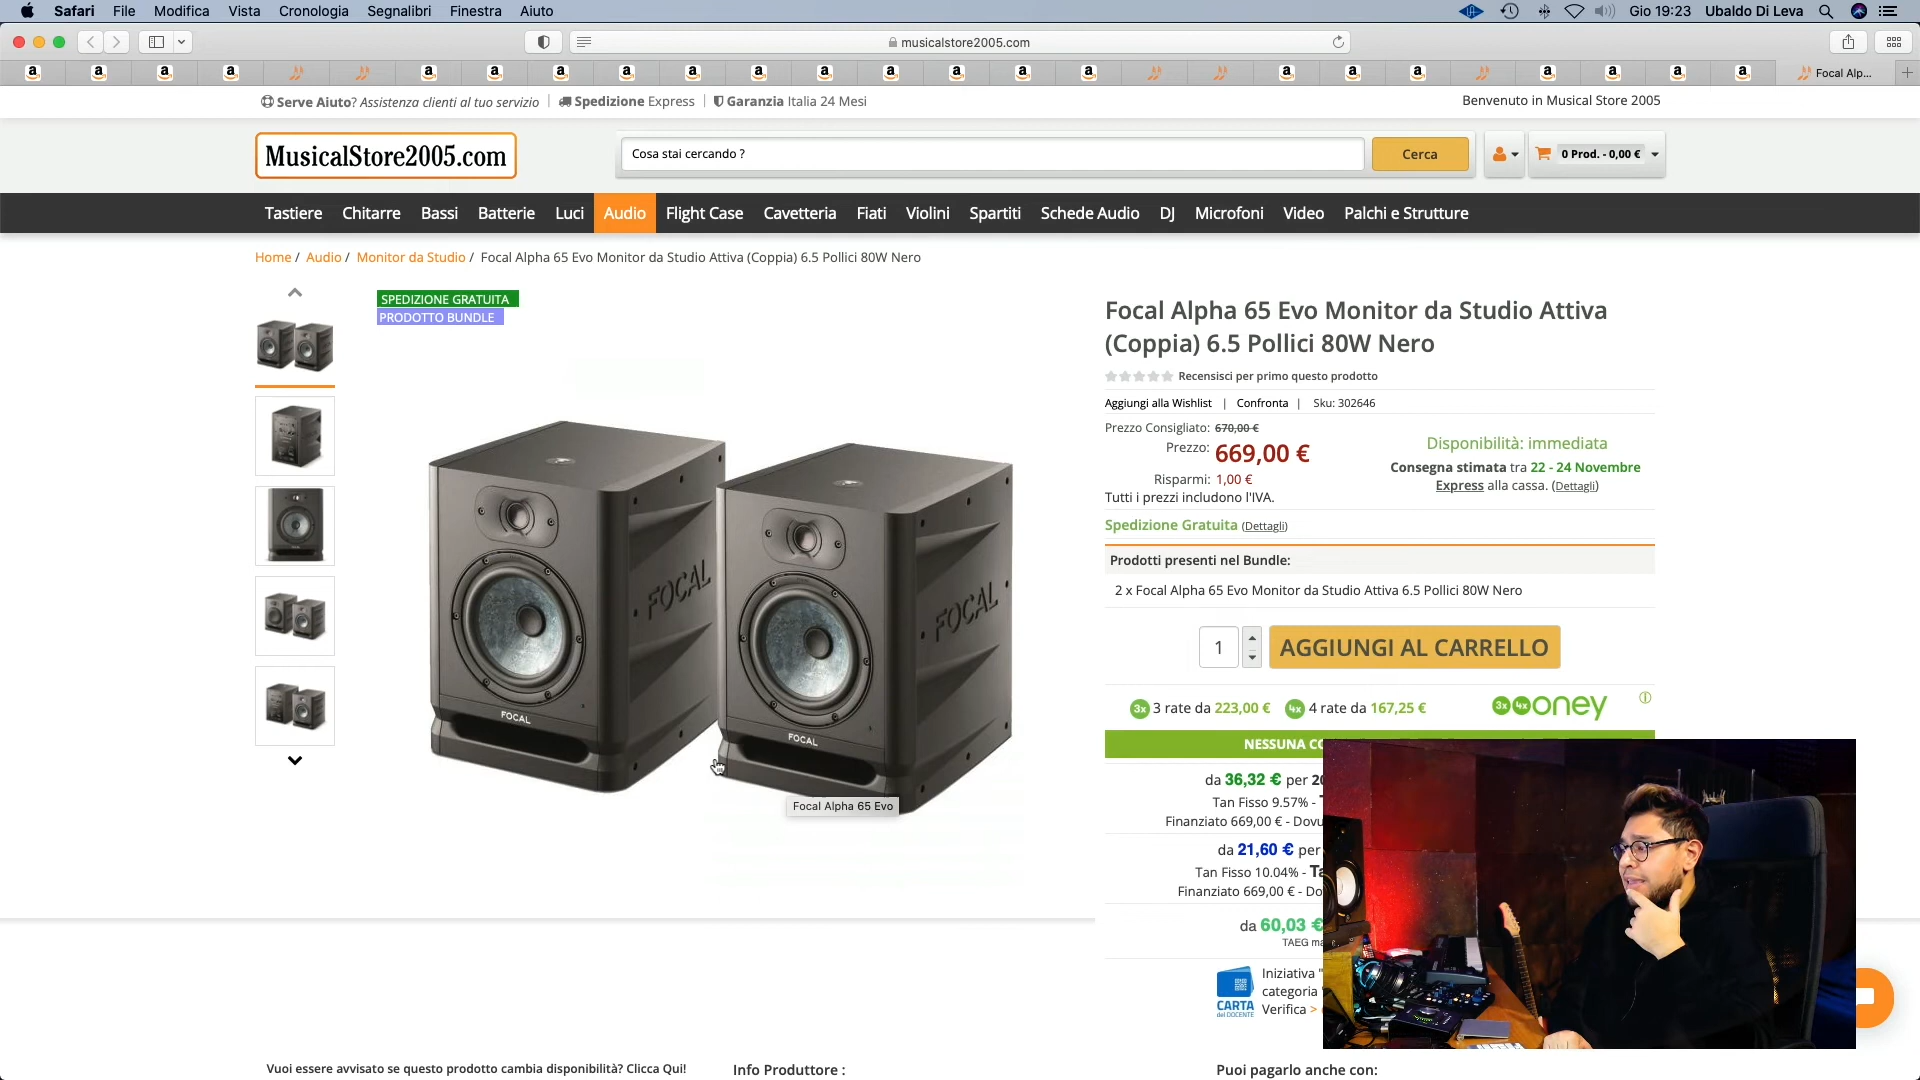 Safari File Modifica Vista Cronologia Segnalibri Finestra Aiuto
Gio 19:23 Ubaldo Di Leva
musicalstore2005.com
Focal Alp...
Serve Aiuto? Assistenza clienti al tuo servizio | Spedizione Express | Garanzia Italia 24 Mesi
Benvenuto in Musical Store 2005
MusicalStore2005.com
Cosa stai cercando ?
Cerca
0 Prod. - 0,00 €
Tastiere Chitarre Bassi Batterie Luci Audio Flight Case Cavetteria Fiati Violini Spartiti Schede Audio DJ Microfoni Video Palchi e Strutture
Home / Audio / Monitor da Studio / Focal Alpha 65 Evo Monitor da Studio Attiva (Coppia) 6.5 Pollici 80W Nero
SPEDIZIONE GRATUITA
PRODOTTO BUNDLE
FOCAL
FOCAL
FOCAL
FOCAL
Focal Alpha 65 Evo
Focal Alpha 65 Evo Monitor da Studio Attiva
(Coppia) 6.5 Pollici 80W Nero
Recensisci per primo questo prodotto
Aggiungi alla Wishlist | Confronta | Sku: 302646
Prezzo Consigliato: 670,00 €
Prezzo: 669,00 €
Risparmi: 1,00 €
Tutti i prezzi includono l'IVA.
Disponibilità: immediata
Consegna stimata tra 22 - 24 Novembre
Express alla cassa. (Dettagli)
Spedizione Gratuita (Dettagli)
Prodotti presenti nel Bundle:
2 x Focal Alpha 65 Evo Monitor da Studio Attiva 6.5 Pollici 80W Nero
1
AGGIUNGI AL CARRELLO
3x 3 rate da 223,00 € 4x 4 rate da 167,25 €
3x 4x oney
NESSUNA CO
da 36,32 € per 20
Tan Fisso 9.57% -
Finanziato 669,00 € - Dovu
da 21,60 € per
Tan Fisso 10.04% - Ta
Finanziato 669,00 € - Do
da 60,03 €
TAEG ma
CARTA
del DOCENTE
Iniziativa "
categoria
Verifica >
Vuoi essere avvisato se questo prodotto cambia disponibilità? Clicca Qui!
Info Produttore :
Puoi pagarlo anche con: